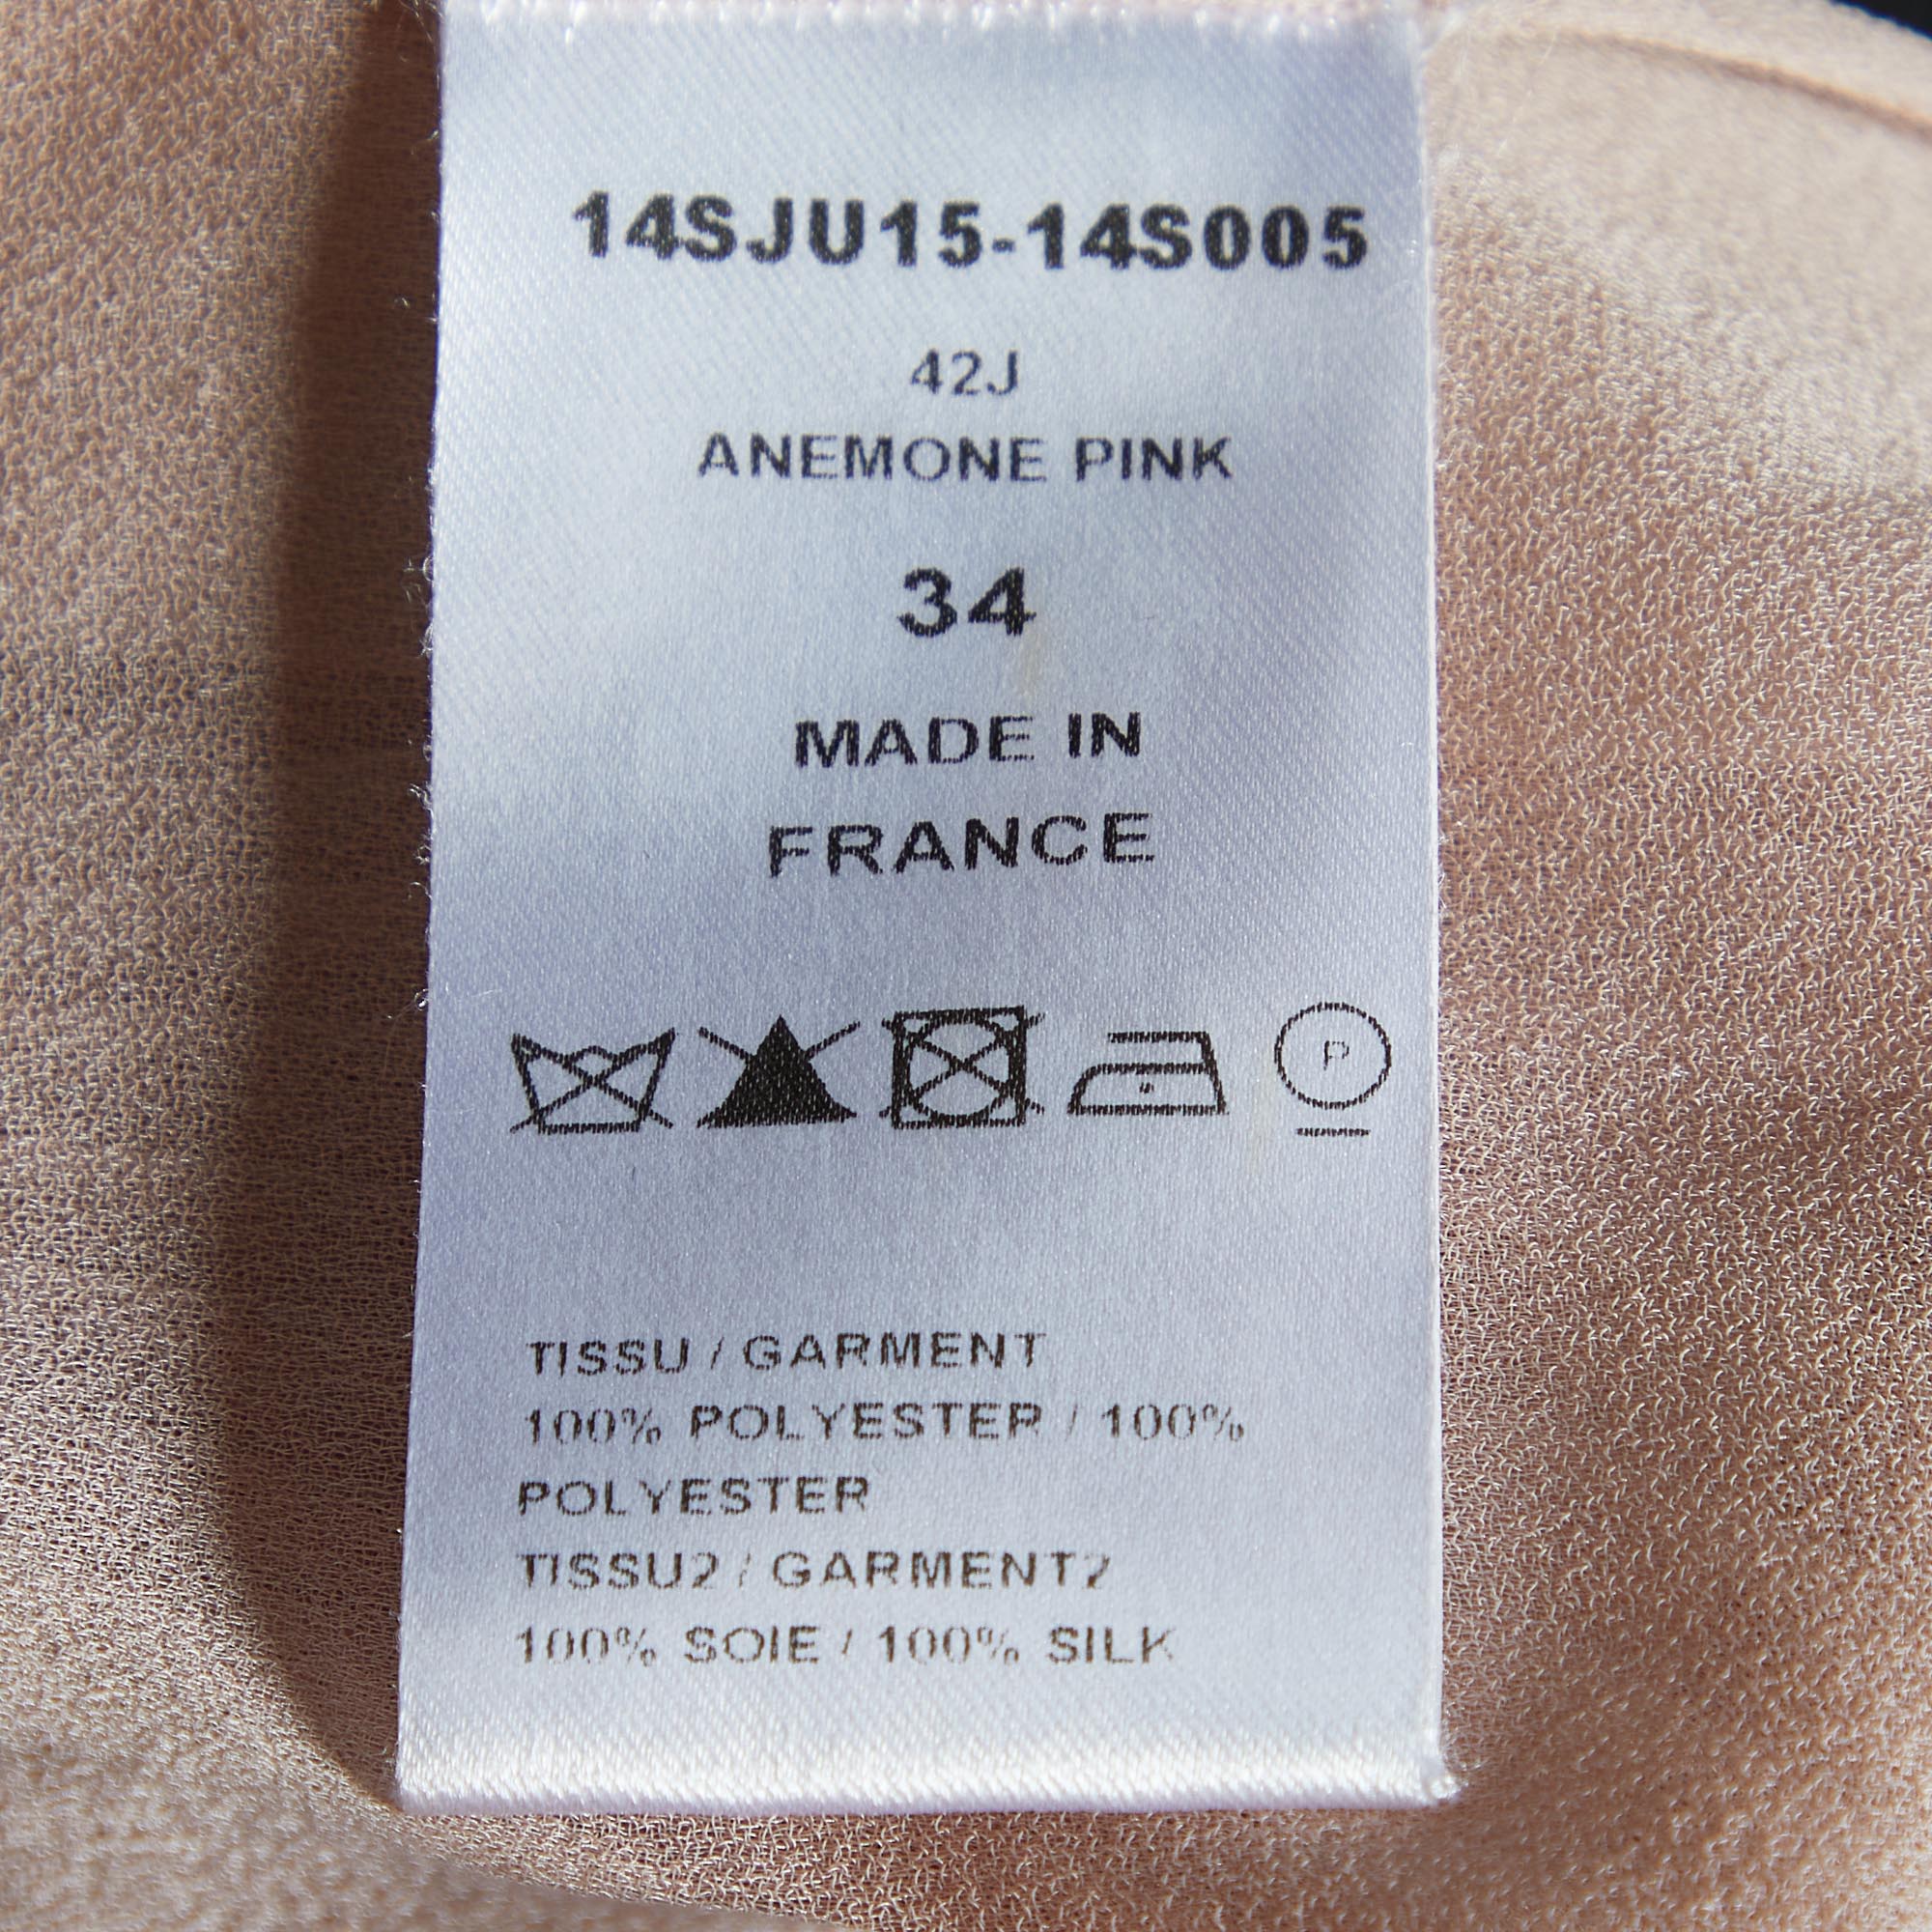 14SJU15-14S005
42J
ANEMONE PINK
34
MADE IN
FRANCE
P
TISSU / GARMENT
100% POLYESTER / 100%
POLYESTER
TISSU2 / GARMENT2
100% SOIE / 100% SILK